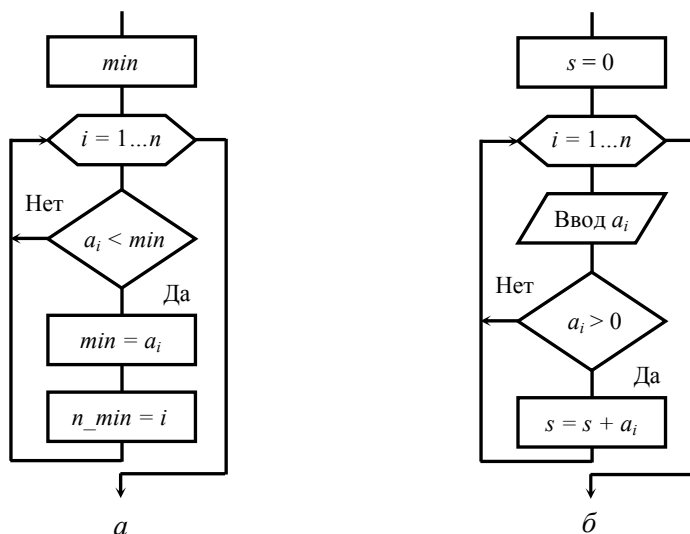 min
i = 1...n
Нет
a_i < min
Да
min = a_i
n_min = i
а
s = 0
i = 1...n
Ввод a_i
Нет
a_i > 0
Да
s = s + a_i
б